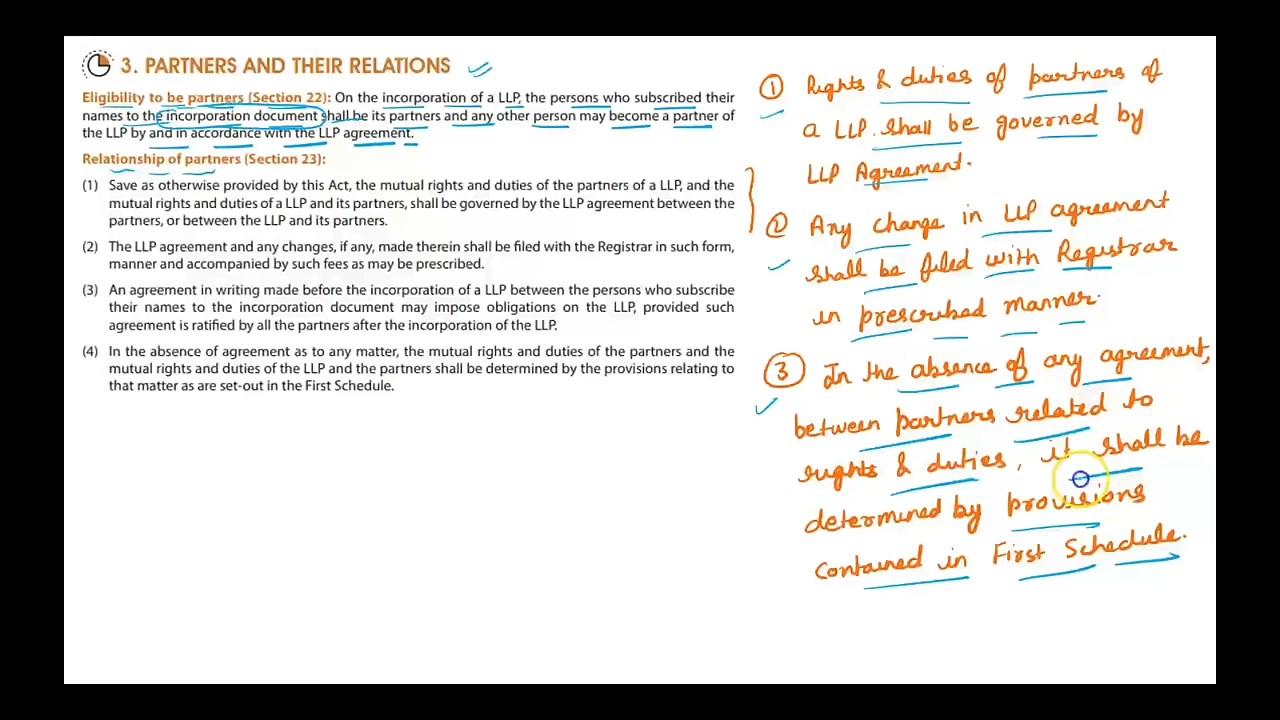 3. PARTNERS AND THEIR RELATIONS
Eligibility to be partners (Section 22): On the incorporation of a LLP, the persons who subscribed their
names to the incorporation document shall be its partners and any other person may become a partner of
the LLP by and in accordance with the LLP agreement.
Relationship of partners (Section 23):
(1) Save as otherwise provided by this Act, the mutual rights and duties of the partners of a LLP, and the
mutual rights and duties of a LLP and its partners, shall be governed by the LLP agreement between the
partners, or between the LLP and its partners.
(2) The LLP agreement and any changes, if any, made therein shall be filed with the Registrar in such form,
manner and accompanied by such fees as may be prescribed.
(3) An agreement in writing made before the incorporation of a LLP between the persons who subscribe
their names to the incorporation document may impose obligations on the LLP, provided such
agreement is ratified by all the partners after the incorporation of the LLP.
(4) In the absence of agreement as to any matter, the mutual rights and duties of the partners and the
mutual rights and duties of the LLP and the partners shall be determined by the provisions relating to
that matter as are set-out in the First Schedule.
1 Rights & duties of partners of
a LLP shall be governed by
LLP Agreement.
2 Any change in LLP agreement
shall be filed with Registrar
in prescribed manner.
3 In the absence of any agreement,
between partners related to
rights & duties, it shall be
determined by provisions
contained in First Schedule.